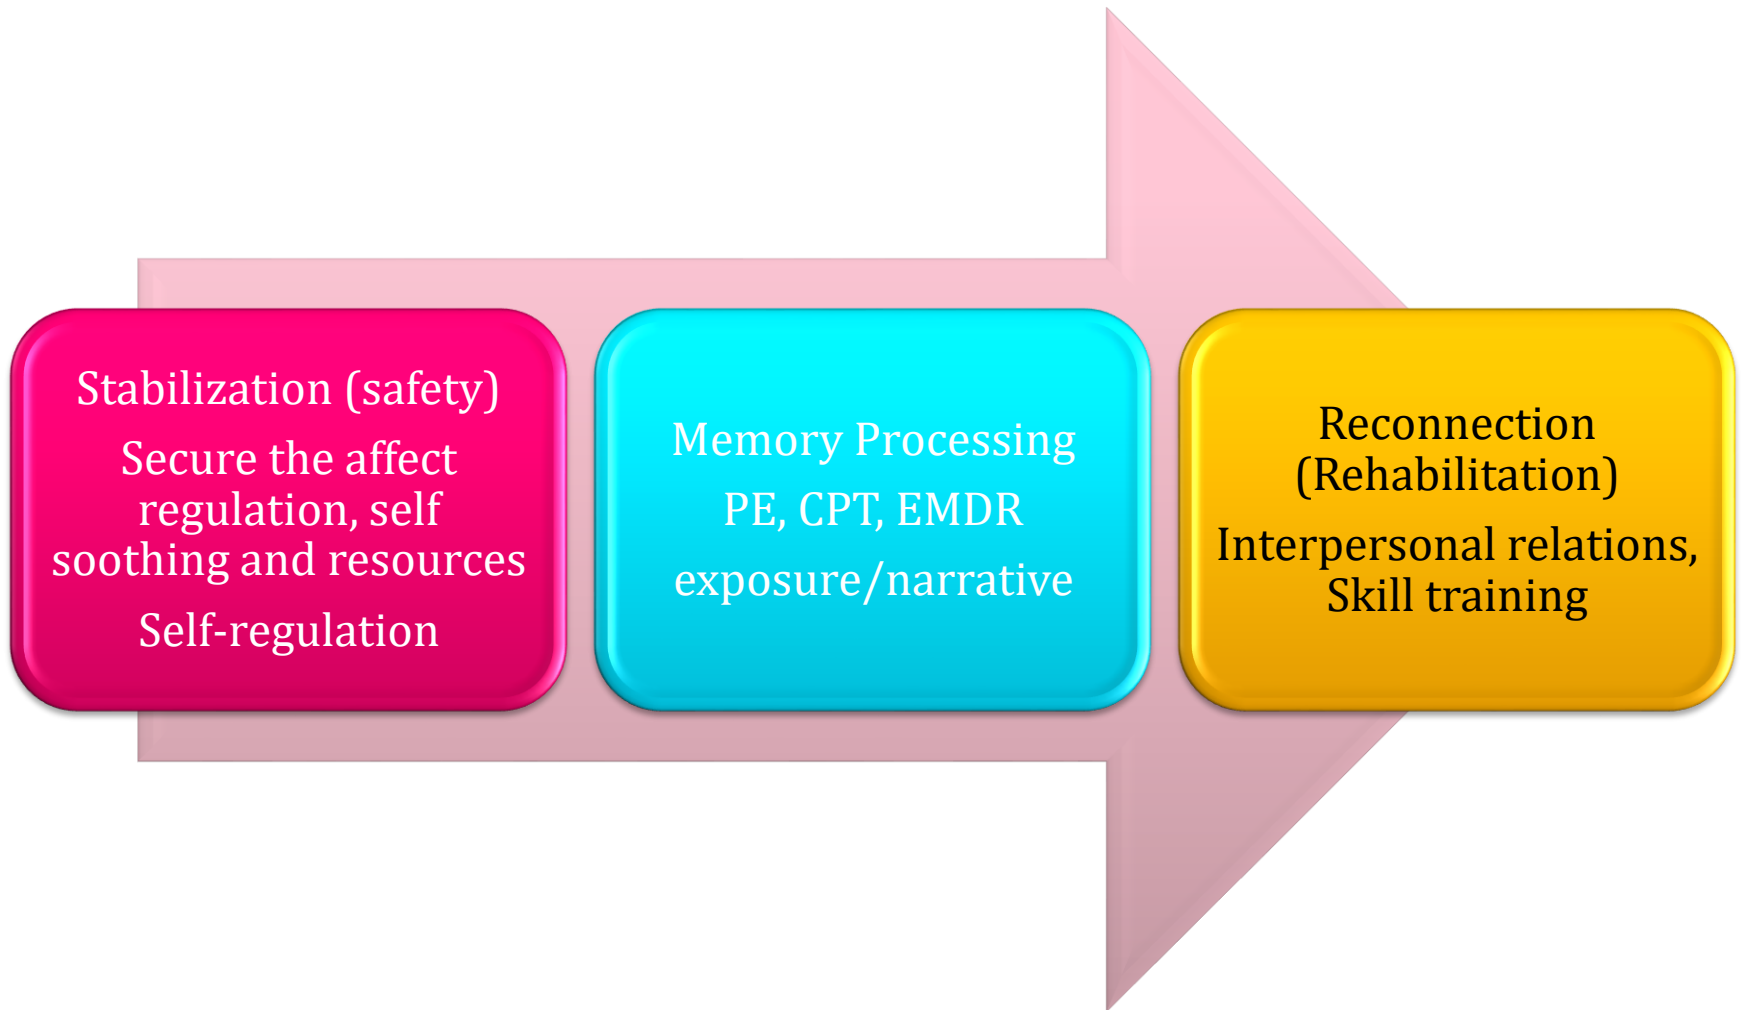 Stabilization (safety)
Secure the affect
regulation, self
soothing and resources
Self-regulation
Memory Processing
PE, CPT, EMDR
exposure/narrative
Reconnection
(Rehabilitation)
Interpersonal relations,
Skill training